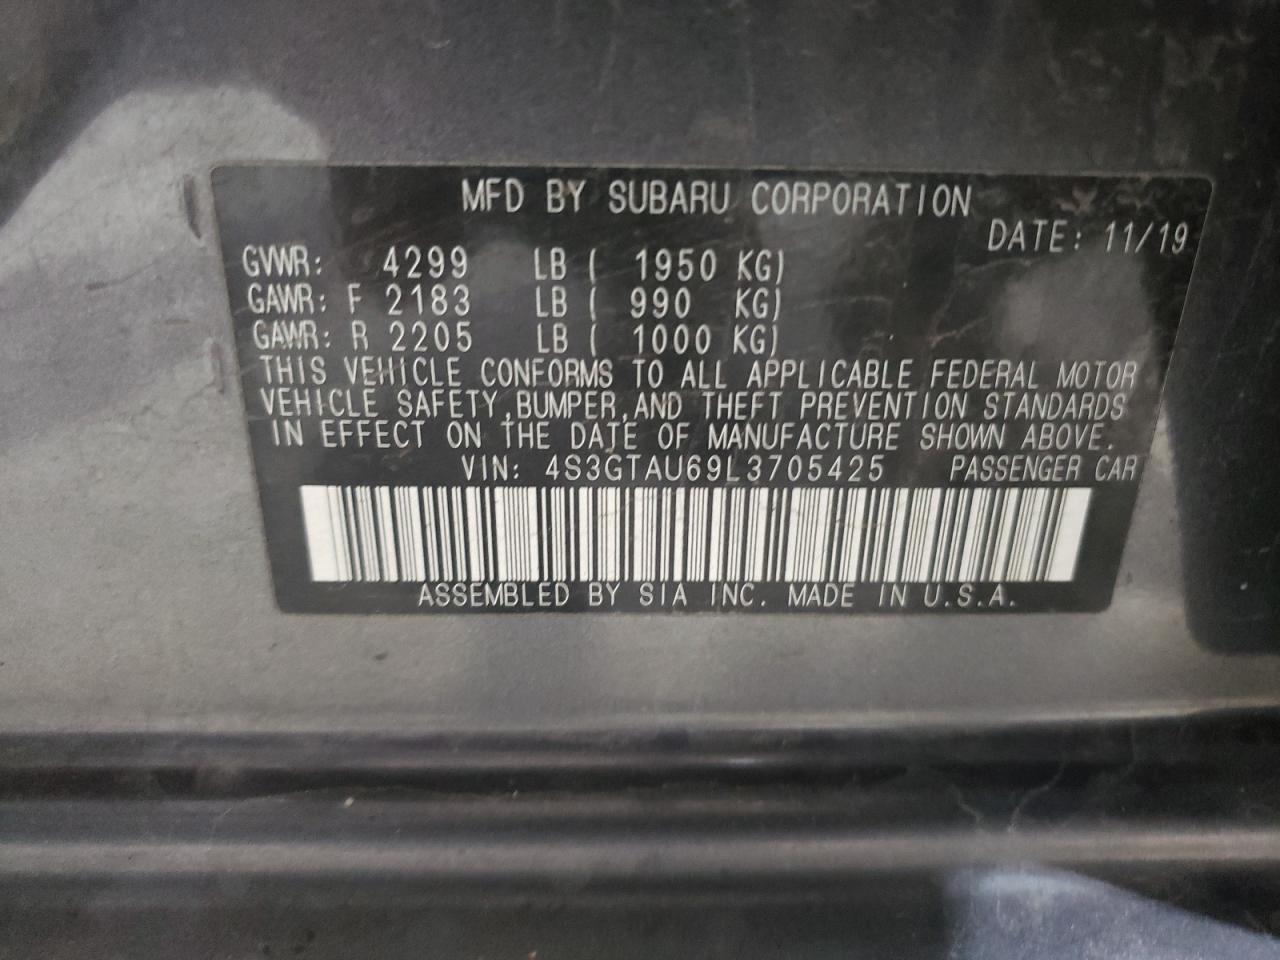 MFD BY SUBARU CORPORATION
DATE: 11/19
GVWR: 4299 LB ( 1950 KG)
GAWR: F 2183 LB ( 990 KG)
GAWR: R 2205 LB ( 1000 KG)
THIS VEHICLE CONFORMS TO ALL APPLICABLE FEDERAL MOTOR
VEHICLE SAFETY,BUMPER,AND THEFT PREVENTION STANDARDS
IN EFFECT ON THE DATE OF MANUFACTURE SHOWN ABOVE.
VIN: 4S3GTAU69L3705425 PASSENGER CAR
ASSEMBLED BY SIA INC. MADE IN U.S.A.